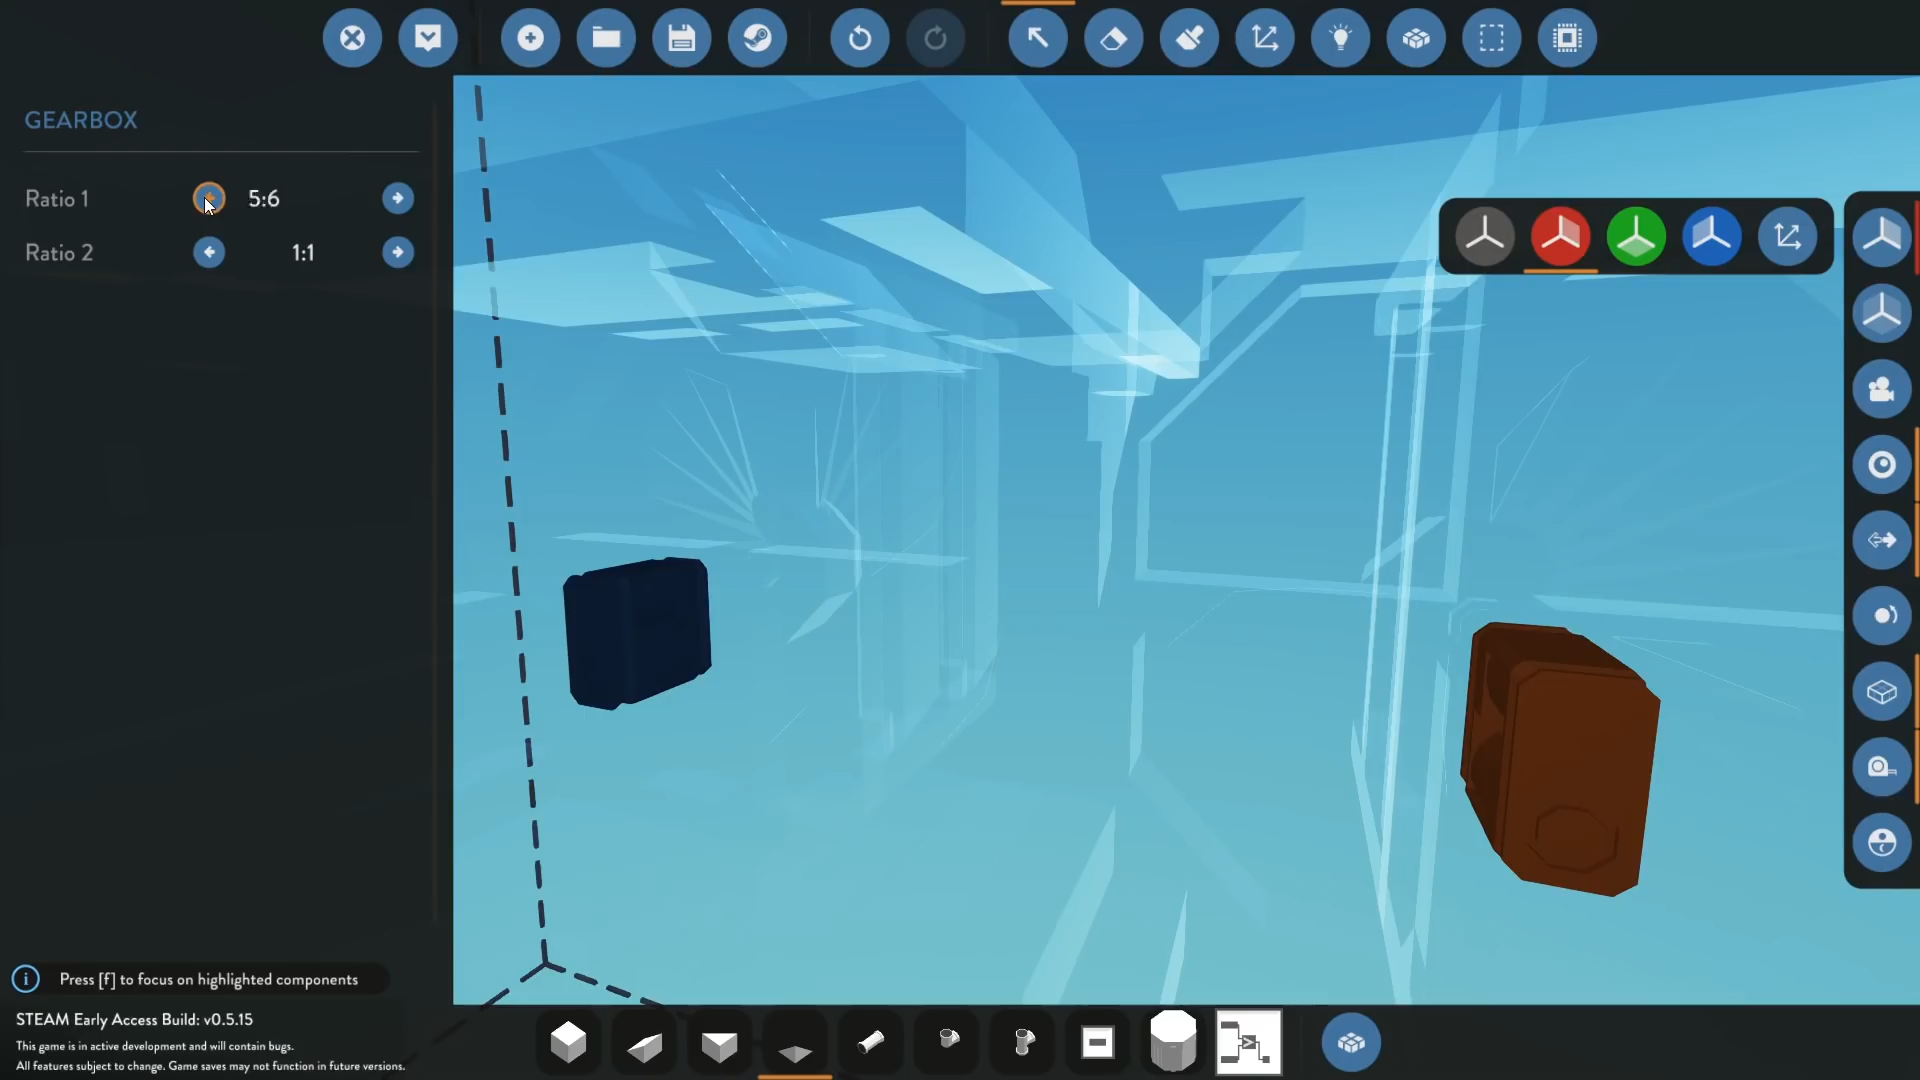 GEARBOX
Ratio 1 5:6
Ratio 2 1:1
Press [f] to focus on highlighted components
STEAM Early Access Build: v0.5.15
This game is in active development and will contain bugs.
All features subject to change. Game saves may not function in future versions.